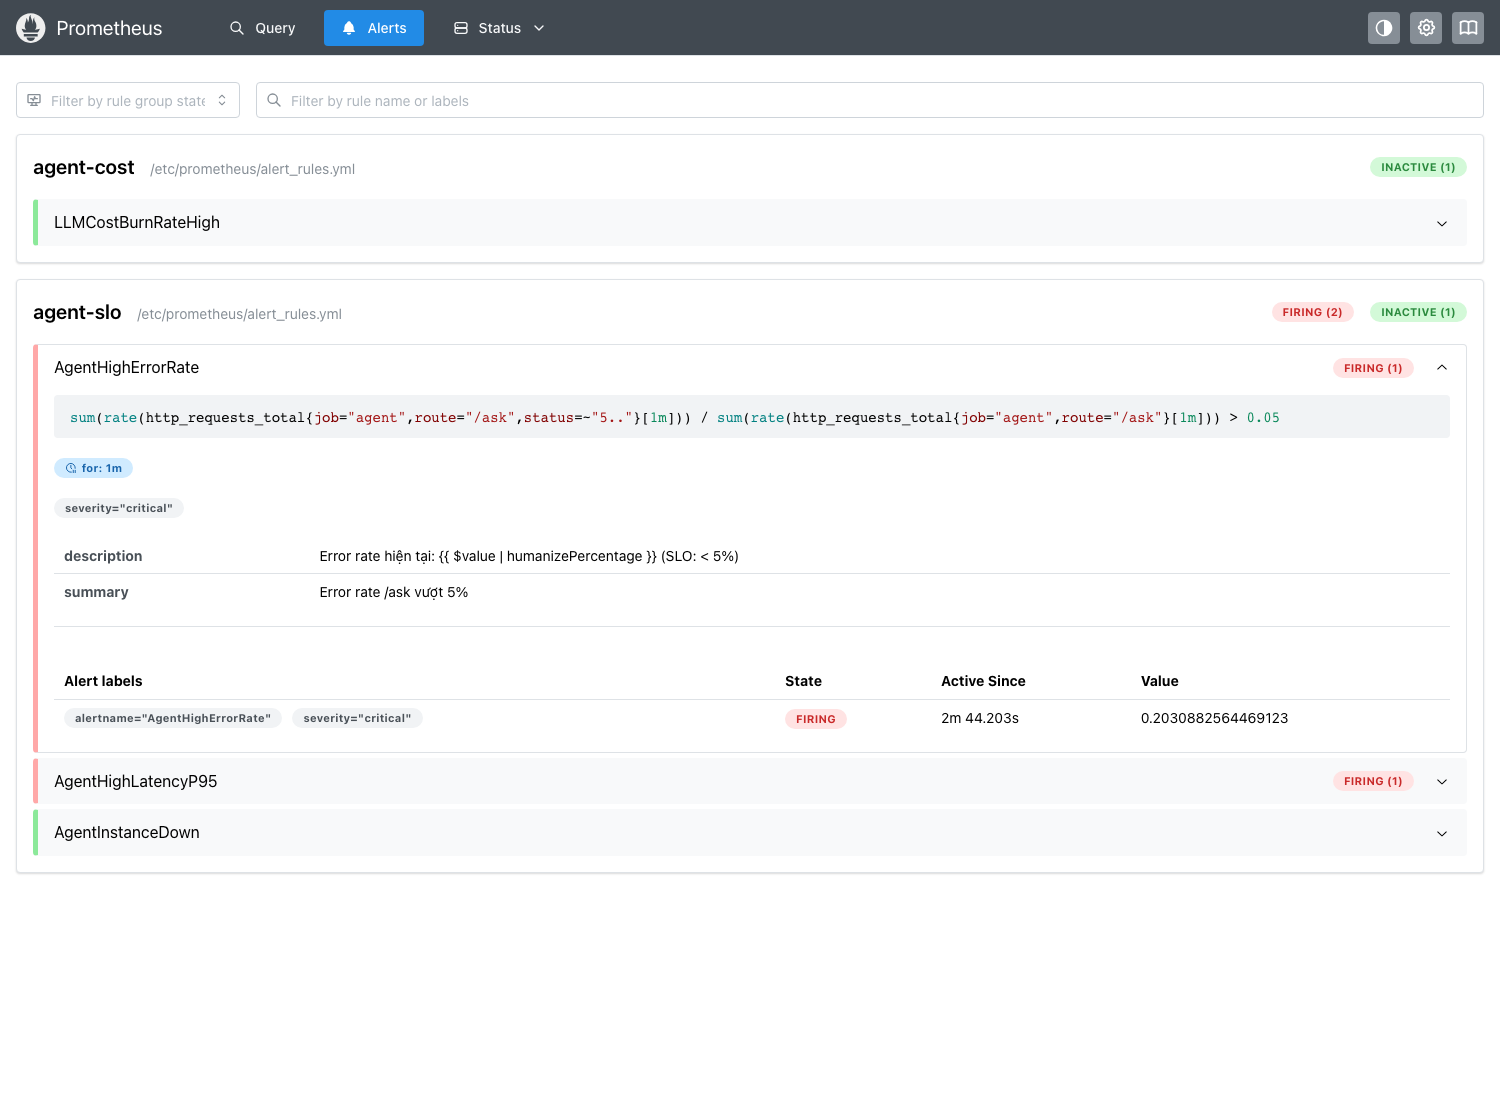 Prometheus
Query
Alerts
Status
Filter by rule group state
Filter by rule name or labels
agent-cost /etc/prometheus/alert_rules.yml INACTIVE (1)
LLMCostBurnRateHigh
agent-slo /etc/prometheus/alert_rules.yml FIRING (2) INACTIVE (1)
AgentHighErrorRate FIRING (1)
sum(rate(http_requests_total{job="agent",route="/ask",status=~"5.."}[1m])) / sum(rate(http_requests_total{job="agent",route="/ask"}[1m])) > 0.05
for: 1m
severity="critical"
description Error rate hiện tại: {{ $value | humanizePercentage }} (SLO: < 5%)
summary Error rate /ask vượt 5%
Alert labels State Active Since Value
alertname="AgentHighErrorRate" severity="critical" FIRING 2m 44.203s 0.2030882564469123
AgentHighLatencyP95 FIRING (1)
AgentInstanceDown